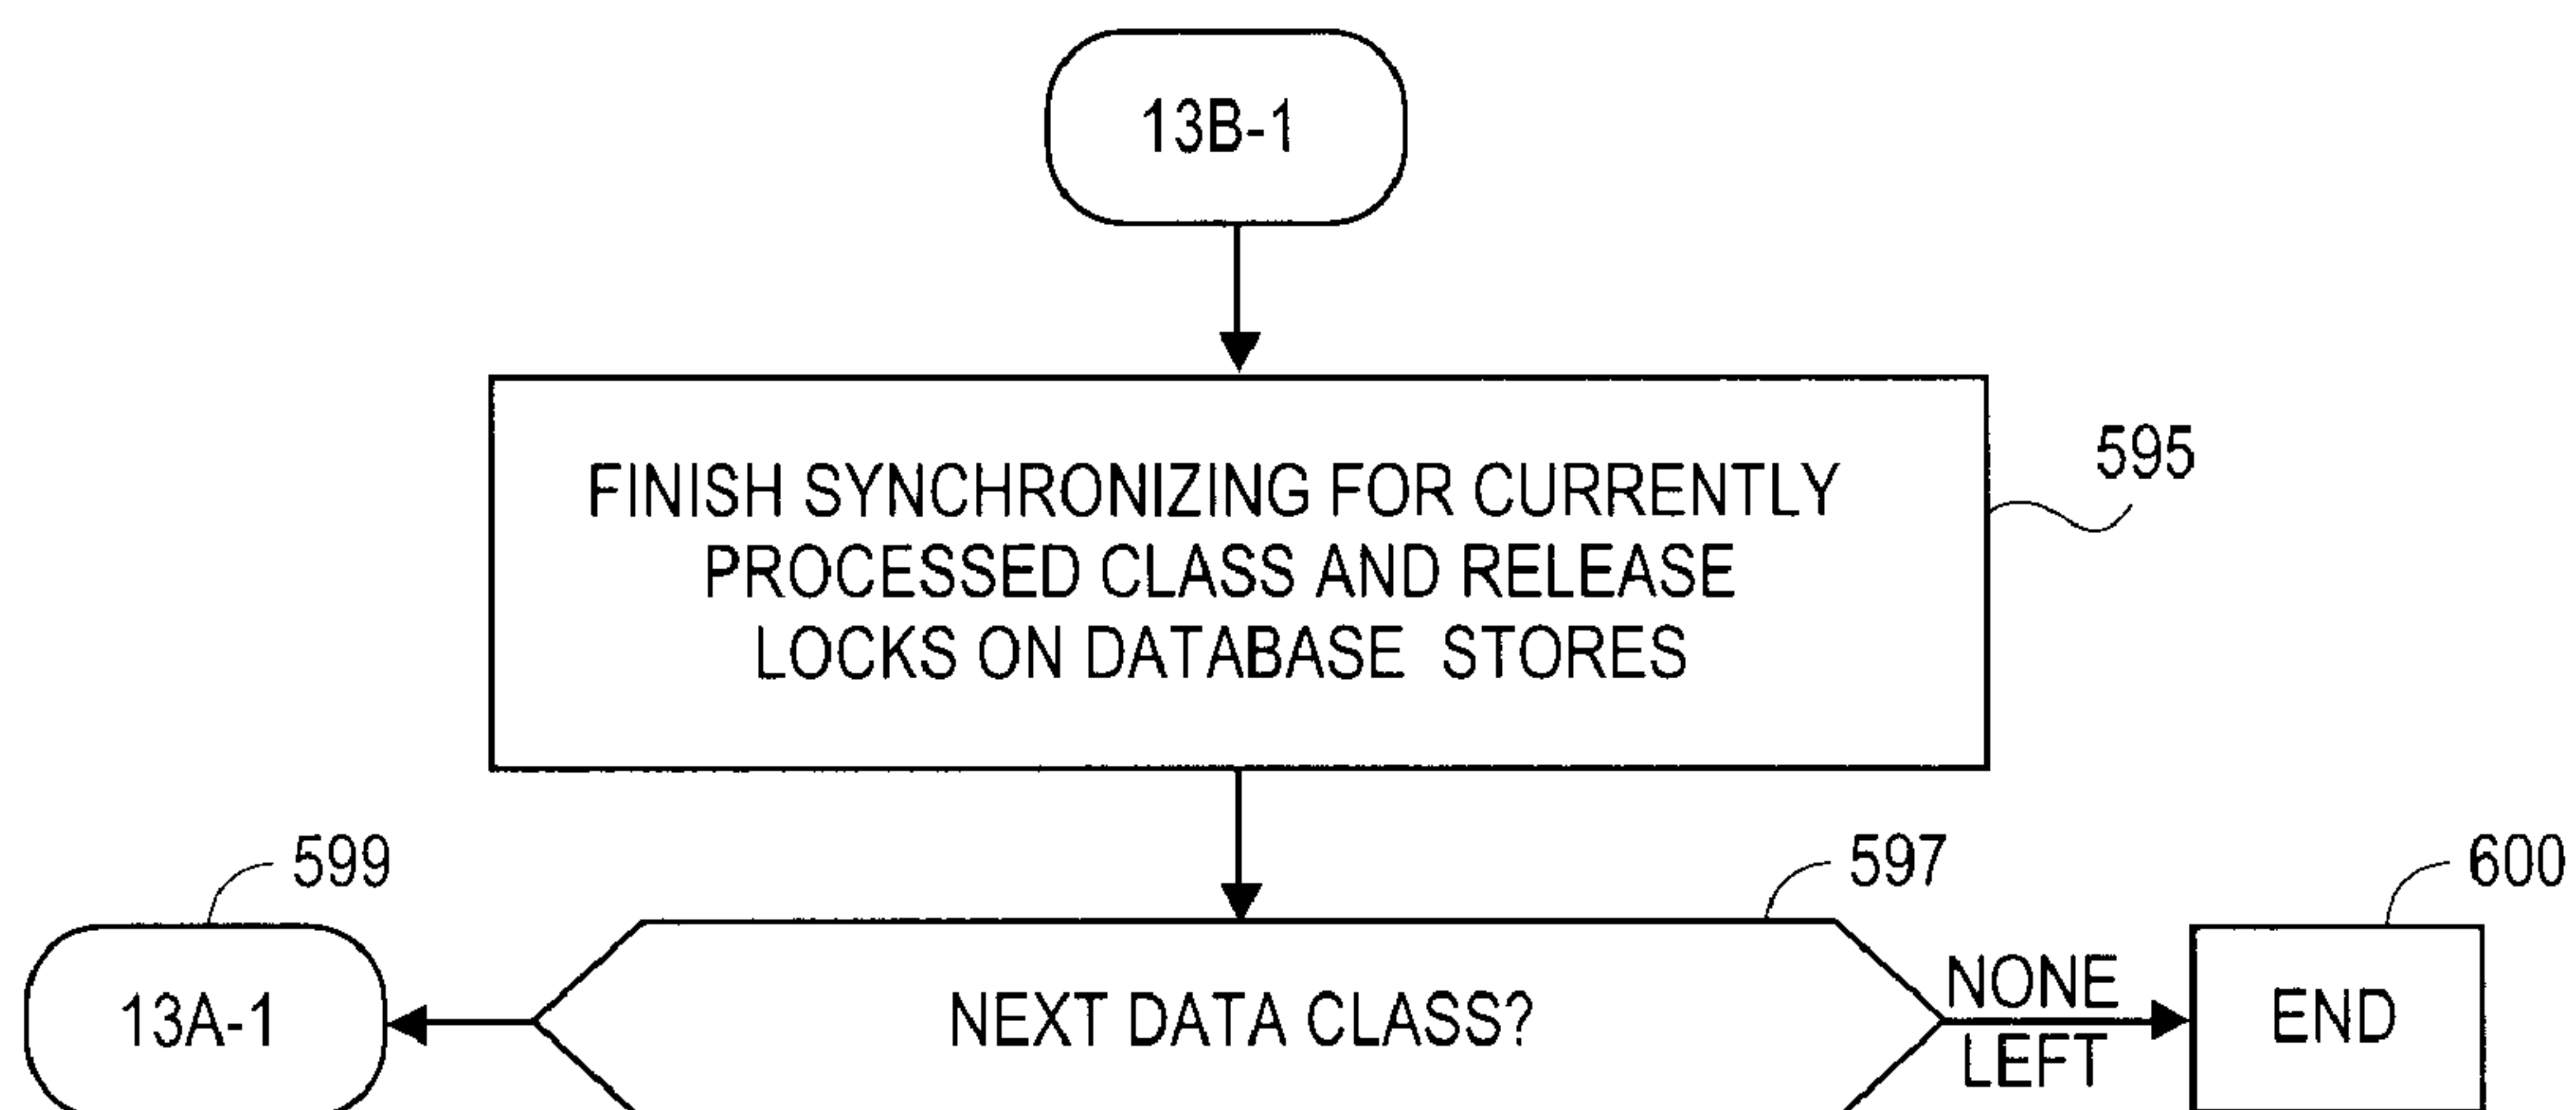 13B-1
FINISH SYNCHRONIZING FOR CURRENTLY
PROCESSED CLASS AND RELEASE
LOCKS ON DATABASE STORES
595
599
597
600
13A-1
NEXT DATA CLASS?
NONE
LEFT
END